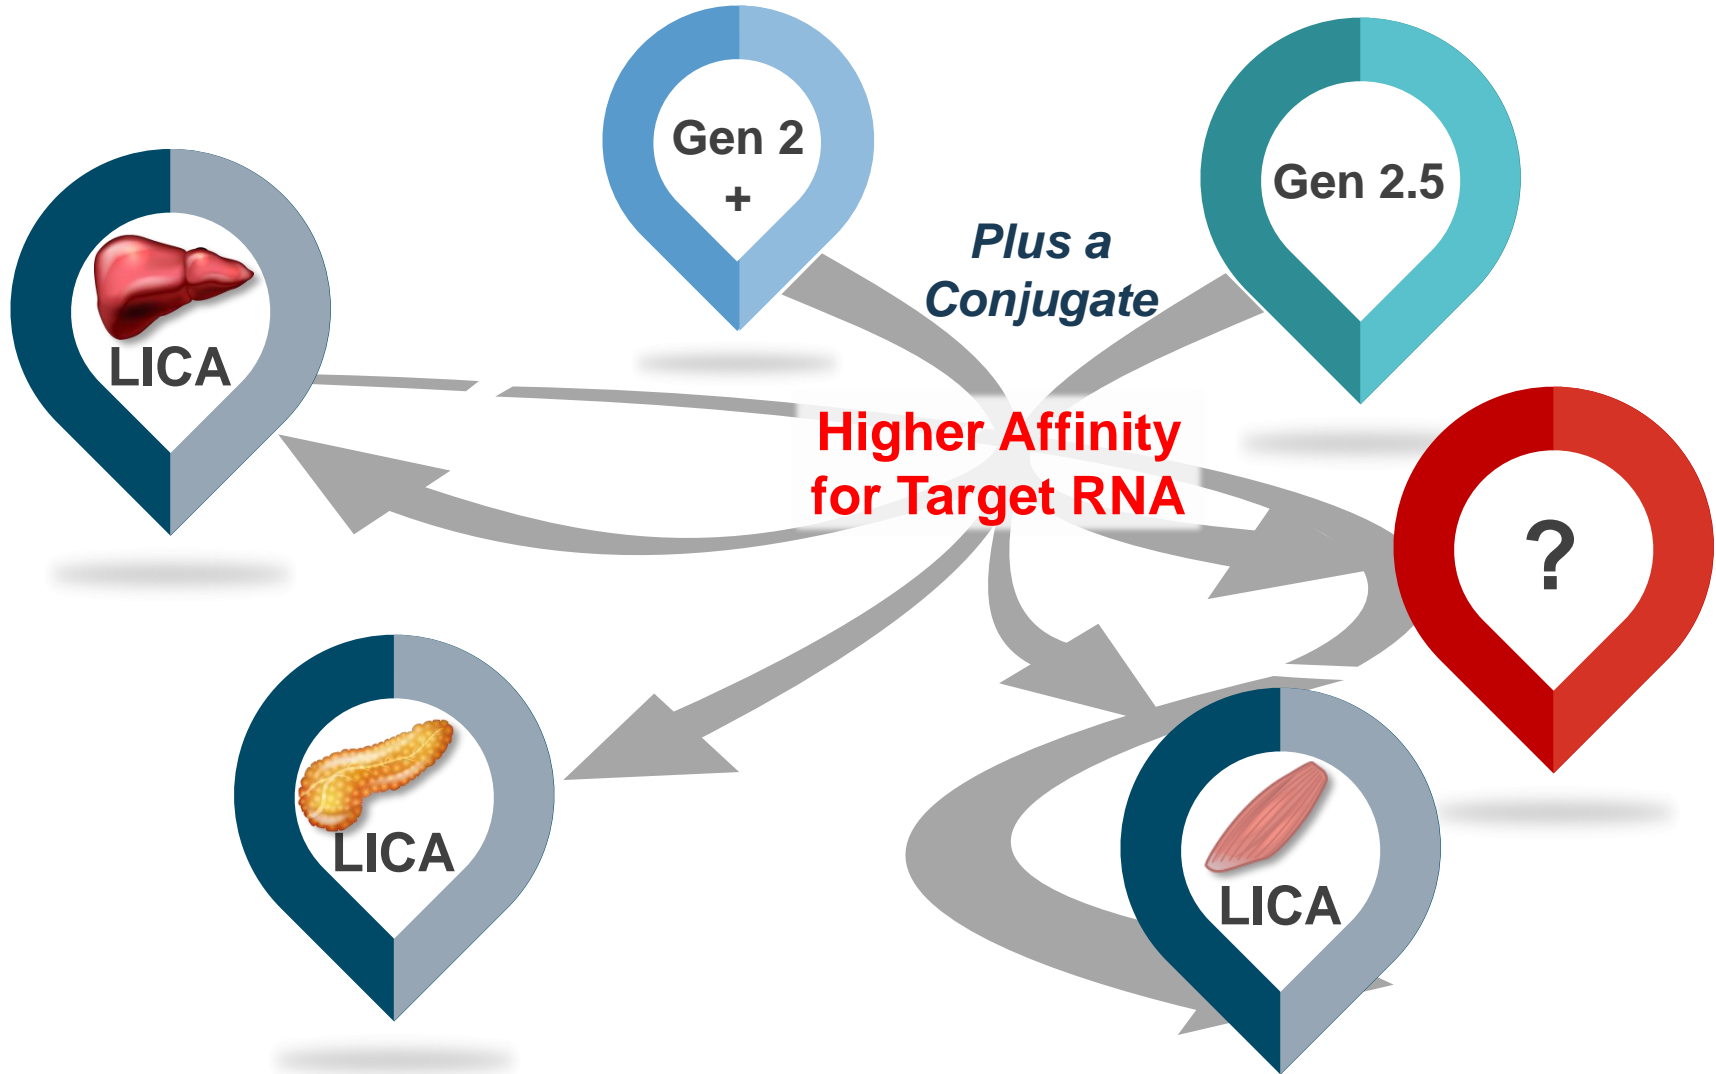 Gen 2
+
Gen 2.5
Plus a
Conjugate
LICA
Higher Affinity
for Target RNA
?
LICA
LICA